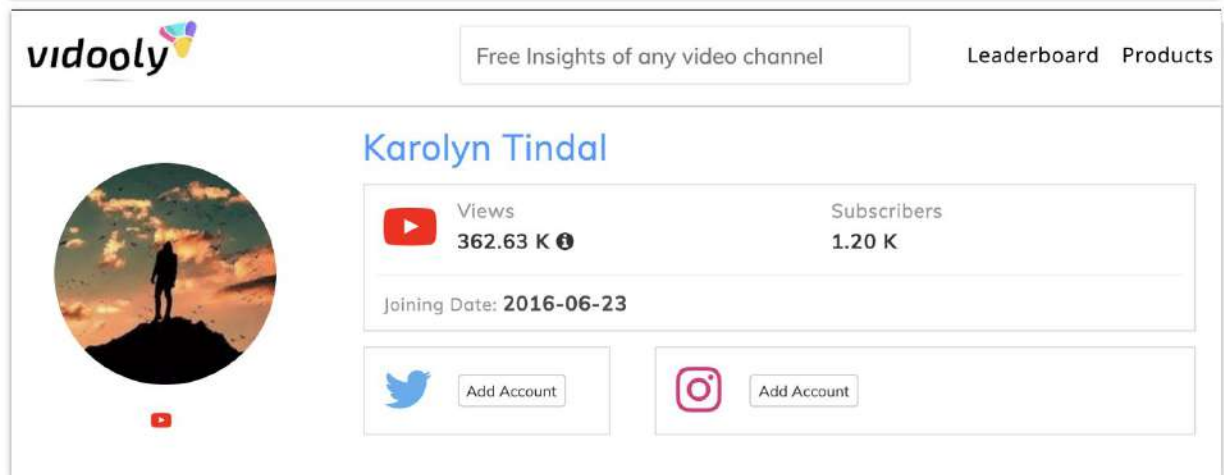 vidooly
Free Insights of any video channel
Leaderboard Products
Karolyn Tindal
Views
362.63 K
Subscribers
1.20 K
Joining Date: 2016-06-23
Add Account
Add Account